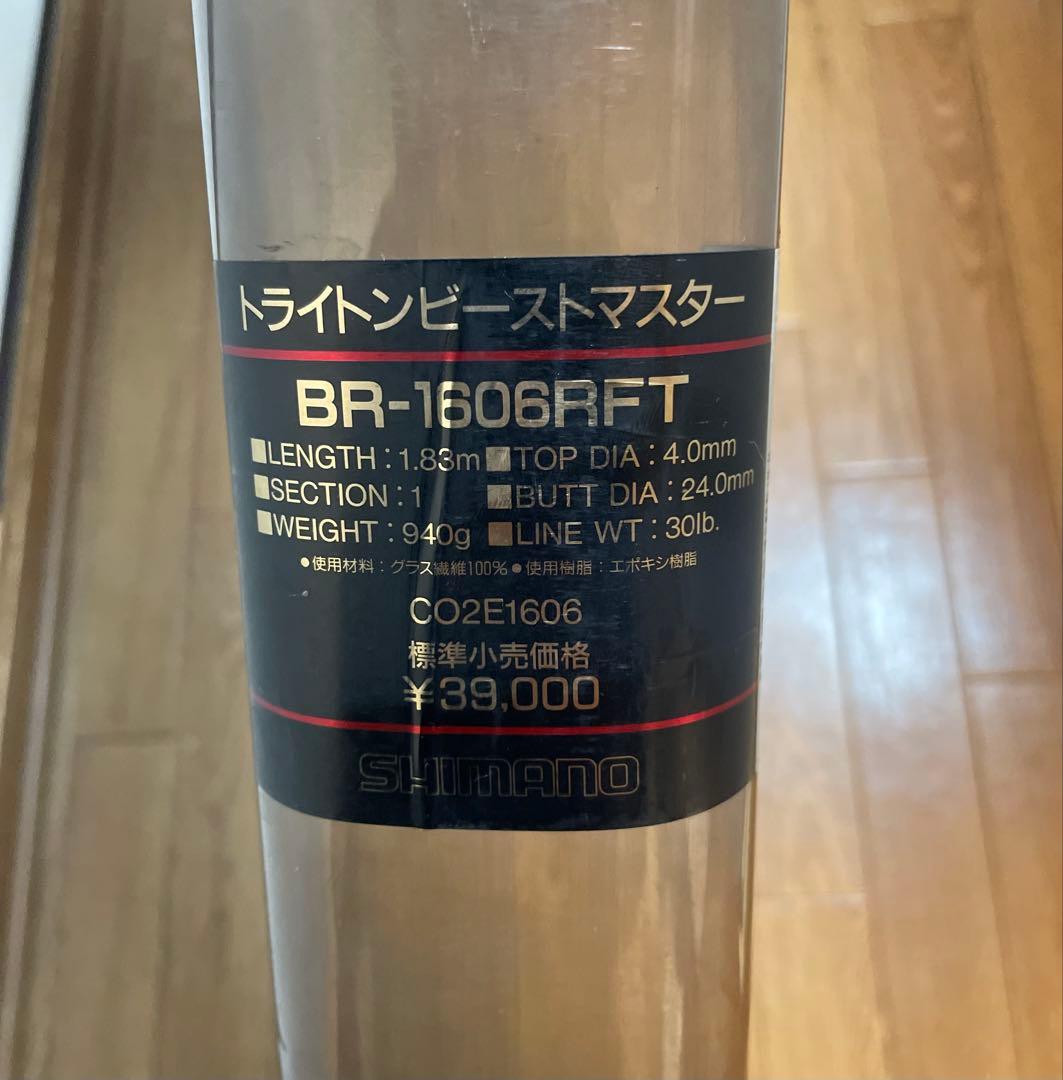 トライトンビーストマスター
BR-1606RFT
■LENGTH：1.83m ■TOP DIA：4.0mm
■SECTION：1 ■BUTT DIA：24.0mm
■WEIGHT：940g ■LINE WT：30lb.
●使用材料：グラス繊維100% ●使用樹脂：エポキシ樹脂
CO2E1606
標準小売価格
¥39,000
SHIMANO